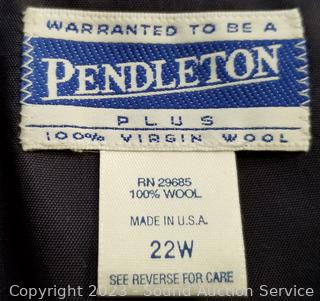 WARRANTED TO BE A
PENDLETON
PLUS
100% VIRGIN WOOL
RN 29685
100% WOOL
MADE IN U.S.A.
22W
SEE REVERSE FOR CARE
Copyright 2023 - Sound Auction Service